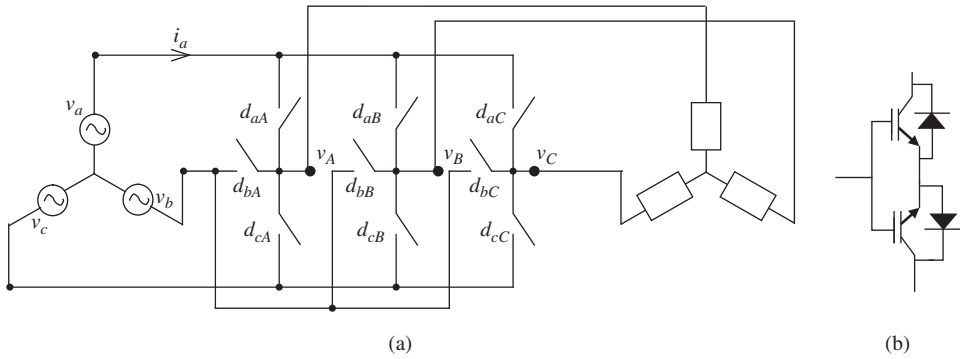 i_a
v_a
d_aA
d_aB
d_aC
v_A
v_B
v_C
d_bA
d_bB
d_bC
v_b
v_c
d_cA
d_cB
d_cC
(a)
(b)